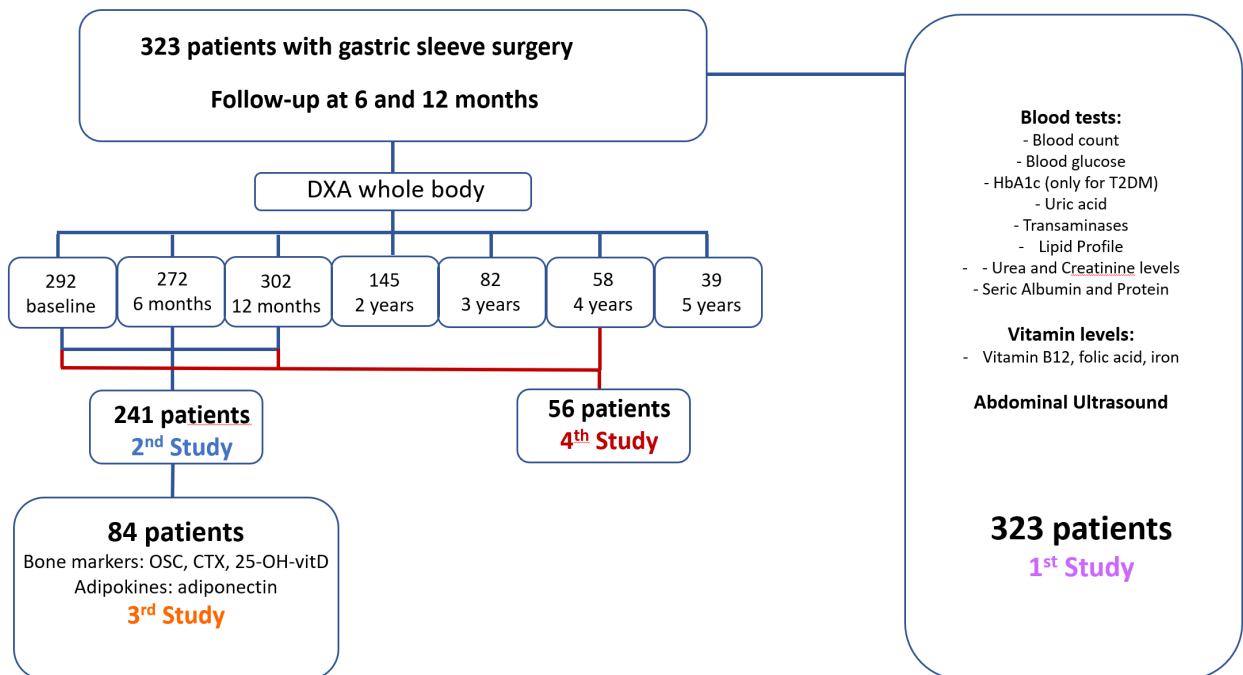 323 patients with gastric sleeve surgery
Follow-up at 6 and 12 months
DXA whole body
292
baseline
272
6 months
302
12 months
145
2 years
82
3 years
58
4 years
39
5 years
241 patients
2nd Study
56 patients
4th Study
84 patients
Bone markers: OSC, CTX, 25-OH-vitD
Adipokines: adiponectin
3rd Study
Blood tests:
- Blood count
- Blood glucose
- HbA1c (only for T2DM)
- Uric acid
- Transaminases
- Lipid Profile
- - Urea and Creatinine levels
- Seric Albumin and Protein
Vitamin levels:
- Vitamin B12, folic acid, iron
Abdominal Ultrasound
323 patients
1st Study